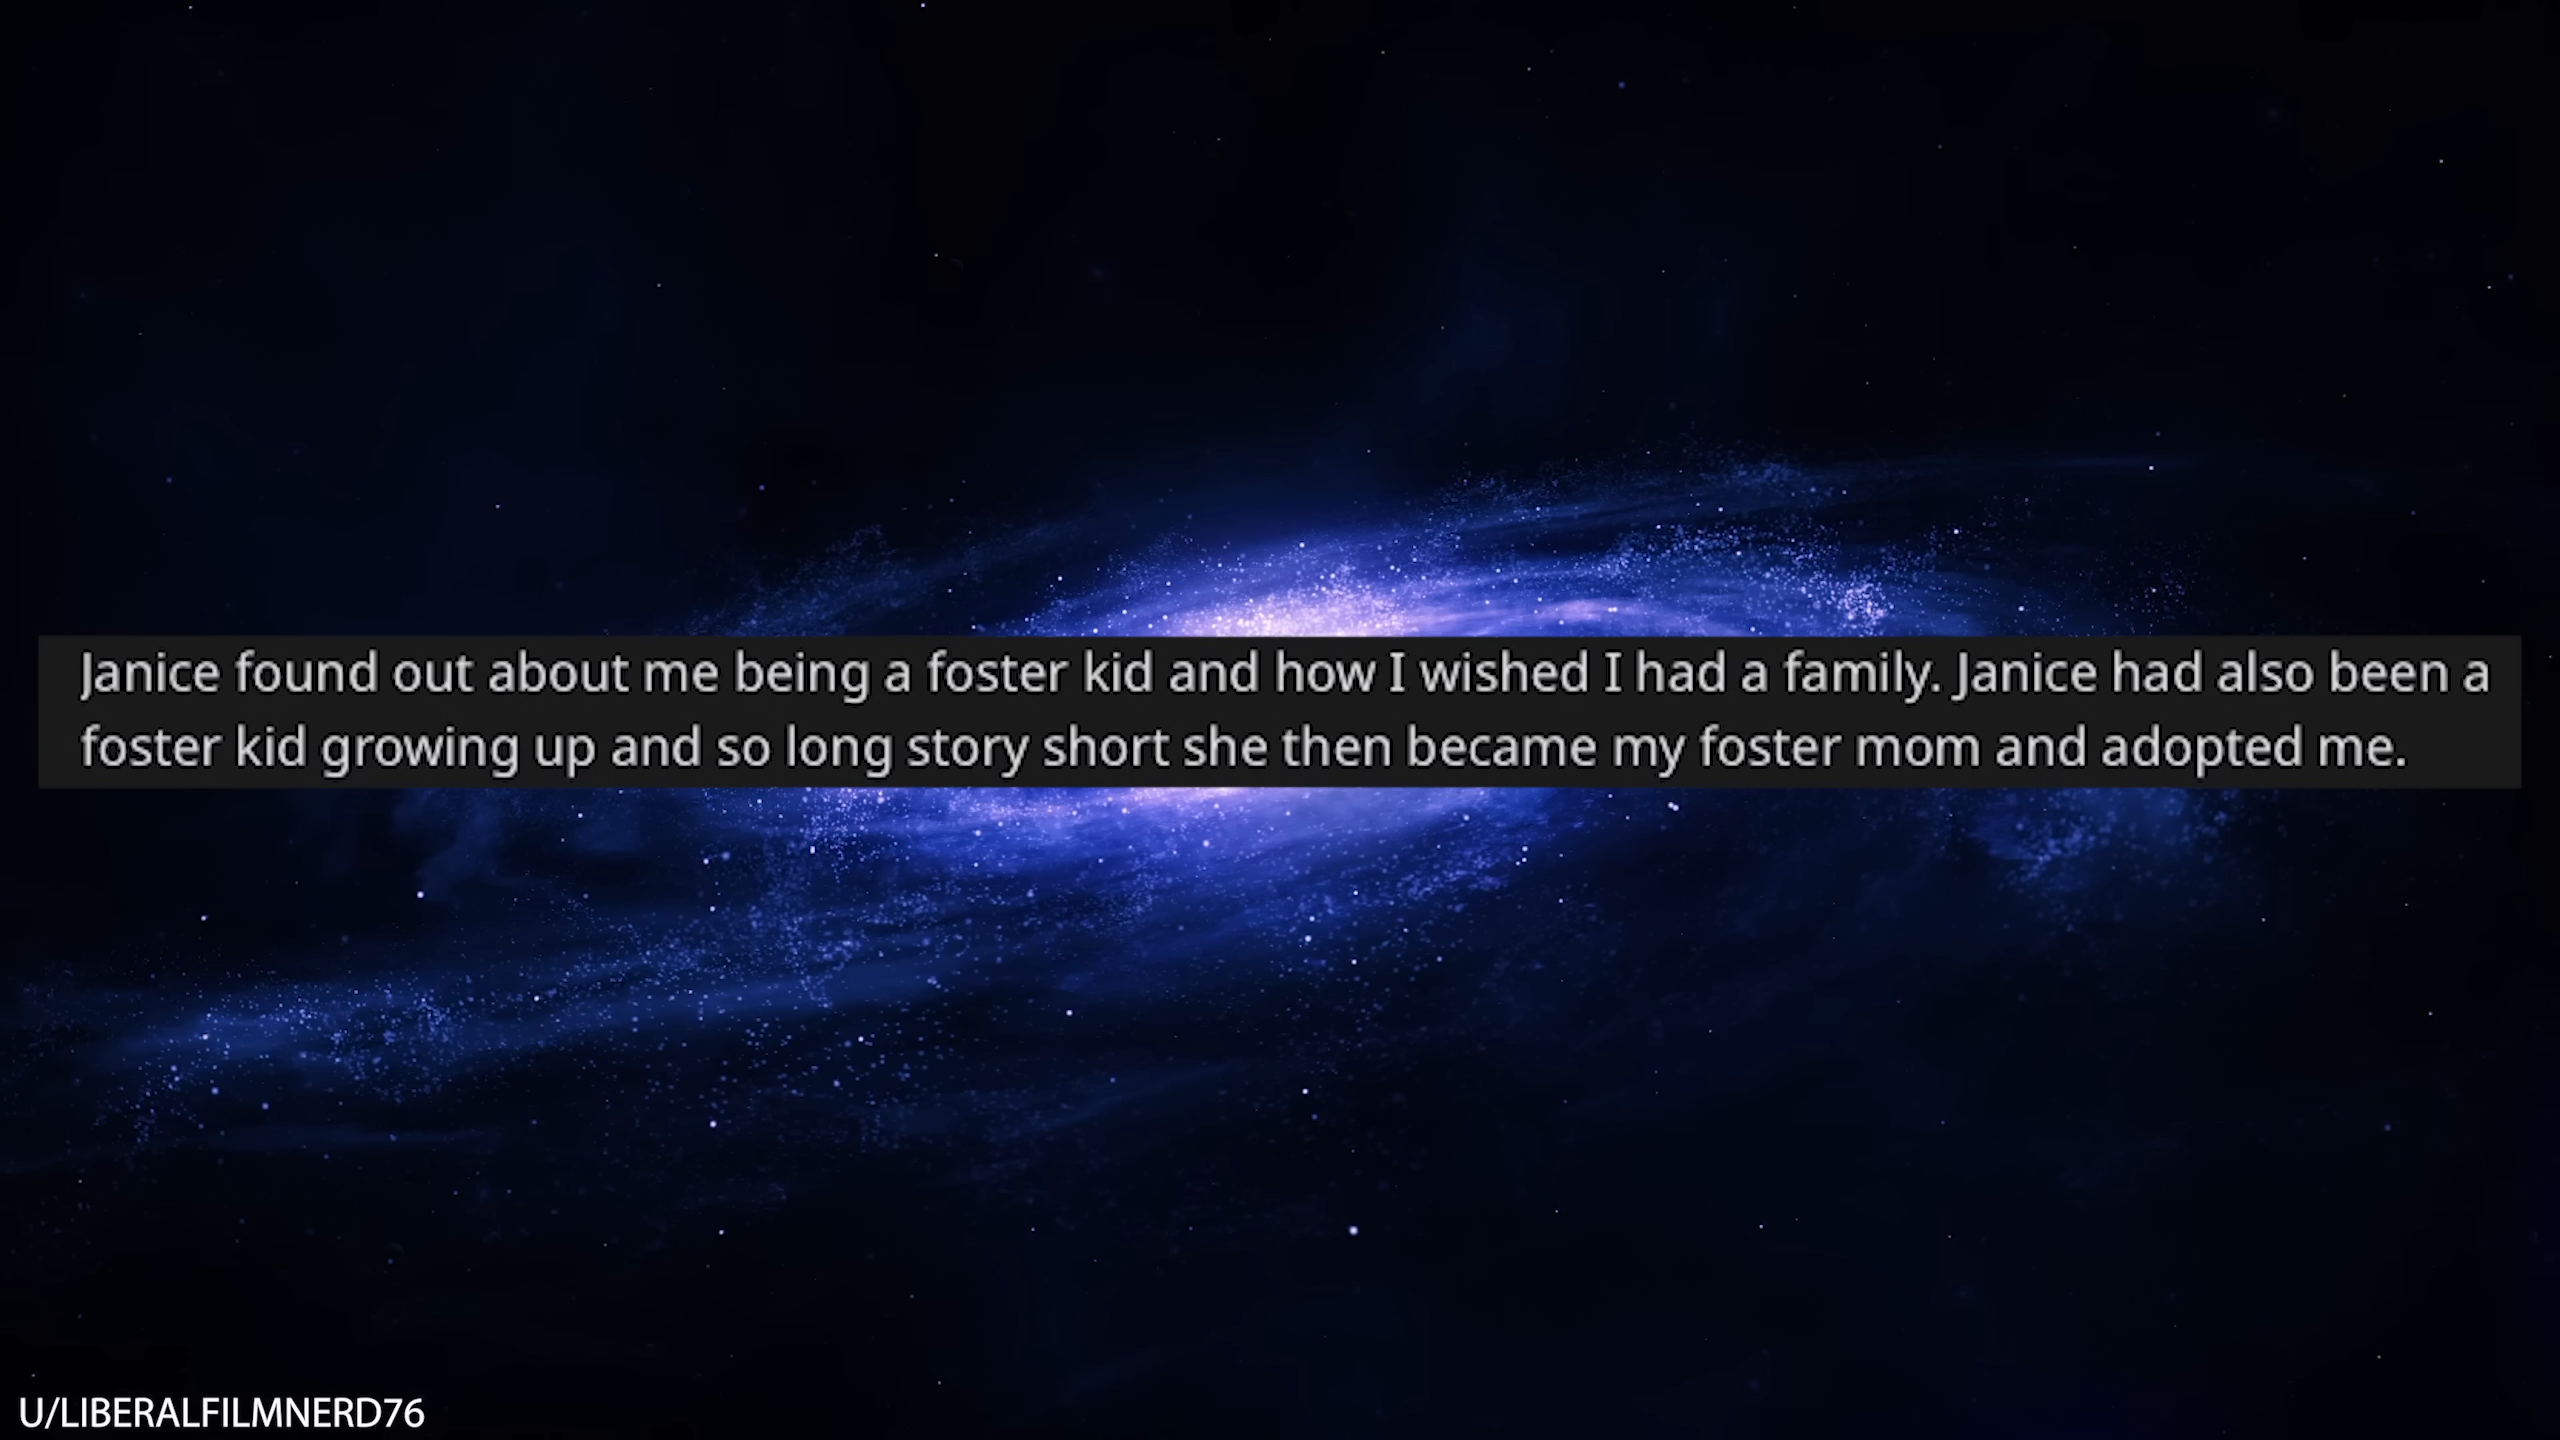 Janice found out about me being a foster kid and how I wished I had a family. Janice had also been a
foster kid growing up and so long story short she then became my foster mom and adopted me.
U/LIBERALFILMNERD76